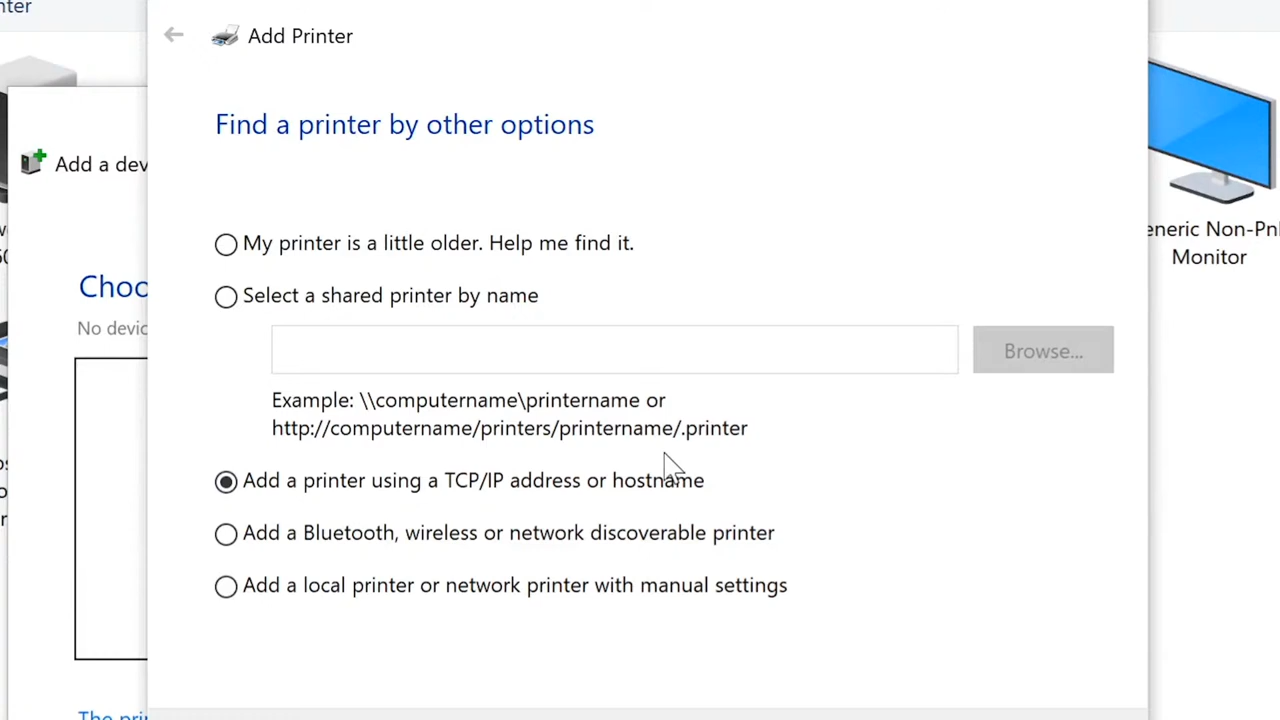 Add Printer
Find a printer by other options
Add a
Monitor
My printer is a little older. Help me find it.
Select a shared printer by name
Browse...
Example: \\computername\printername or
http://computername/printers/printername/.printer
Add a printer using a TCP/IP address or hostname
Add a Bluetooth, wireless or network discoverable printer
Add a local printer or network printer with manual settings